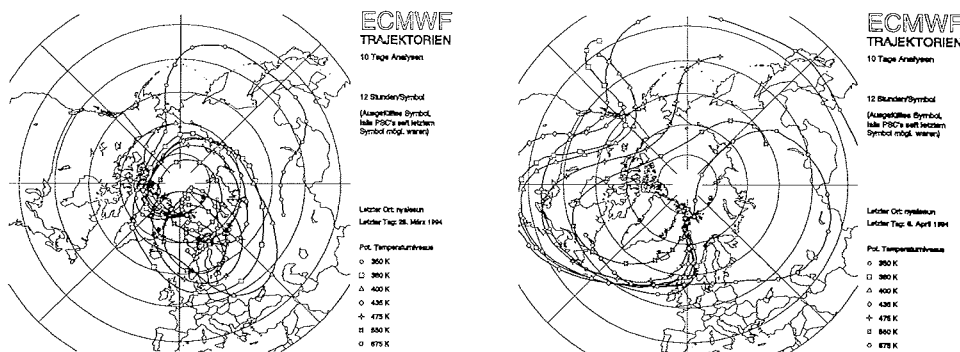 ECMWF
TRAJEKTORIEN
10 Tage Analysen
12 Stunden/Symbol
(Ausgefülltes Symbol,
falls PSC's seit letztem
Symbol mögl. waren)
Letzter Ort: nyalesun
Letzter Tag: 28. März 1994
Pot. Temperaturniveaus
350 K
380 K
400 K
435 K
475 K
550 K
675 K
ECMWF
TRAJEKTORIEN
10 Tage Analysen
12 Stunden/Symbol
(Ausgefülltes Symbol,
falls PSC's seit letztem
Symbol mögl. waren)
Letzter Ort: nyalesun
Letzter Tag: 6. April 1994
Pot. Temperaturniveaus
350 K
380 K
400 K
435 K
475 K
550 K
675 K